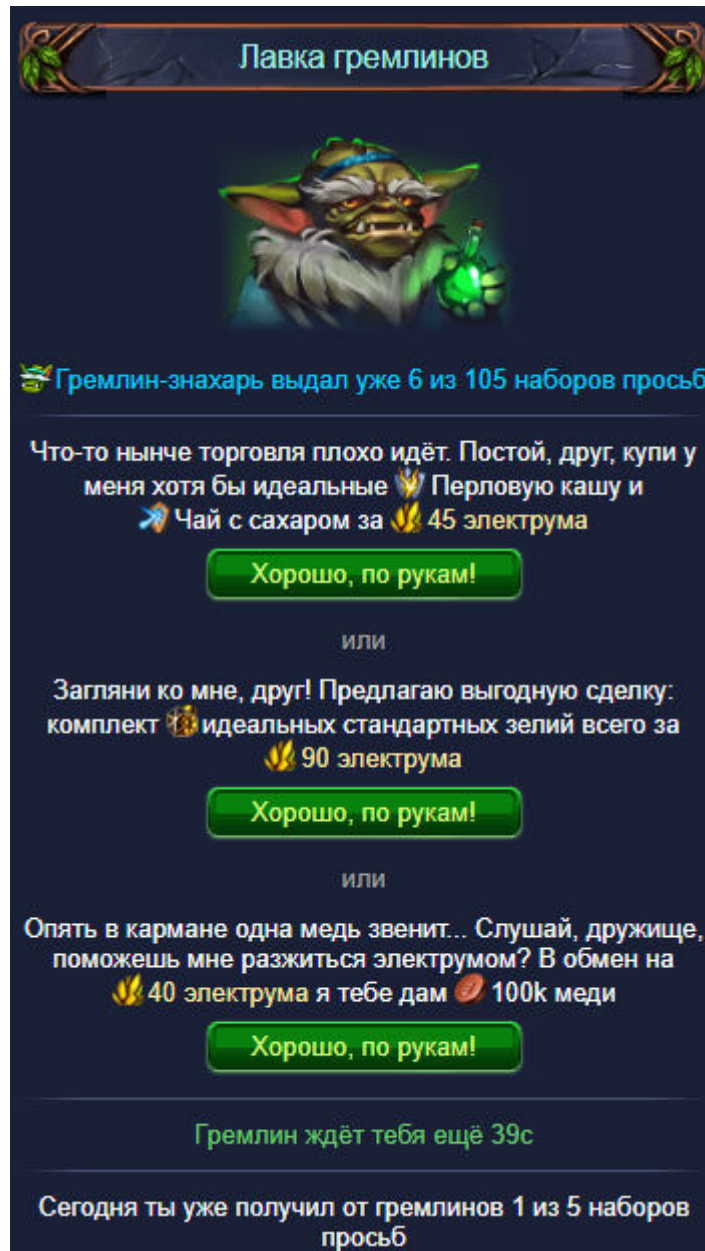 Лавка гремлинов
Гремлин-знахарь выдал уже 6 из 105 наборов просьб
Что-то нынче торговля плохо идёт. Постой, друг, купи у
меня хотя бы идеальные Перловую кашу и
Чай с сахаром за 45 электрума
Хорошо, по рукам!
или
Загляни ко мне, друг! Предлагаю выгодную сделку:
комплект идеальных стандартных зелий всего за
90 электрума
Хорошо, по рукам!
или
Опять в кармане одна медь звенит... Слушай, дружище,
поможешь мне разжиться электрумом? В обмен на
40 электрума я тебе дам 100k меди
Хорошо, по рукам!
Гремлин ждёт тебя ещё 39с
Сегодня ты уже получил от гремлинов 1 из 5 наборов
просьб